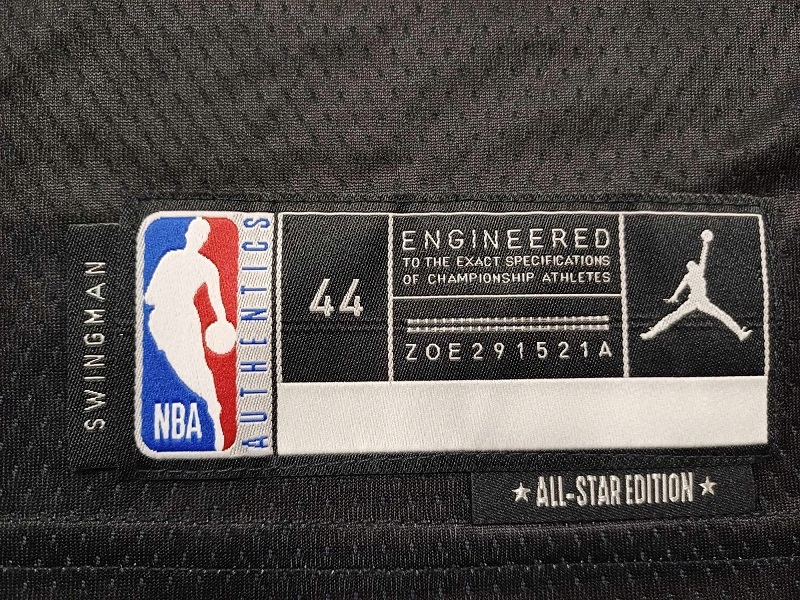 SWINGMAN
NBA
AUTHENTICS
44
ENGINEERED
TO THE EXACT SPECIFICATIONS
OF CHAMPIONSHIP ATHLETES
ZOE291521A
★ ALL-STAR EDITION ★